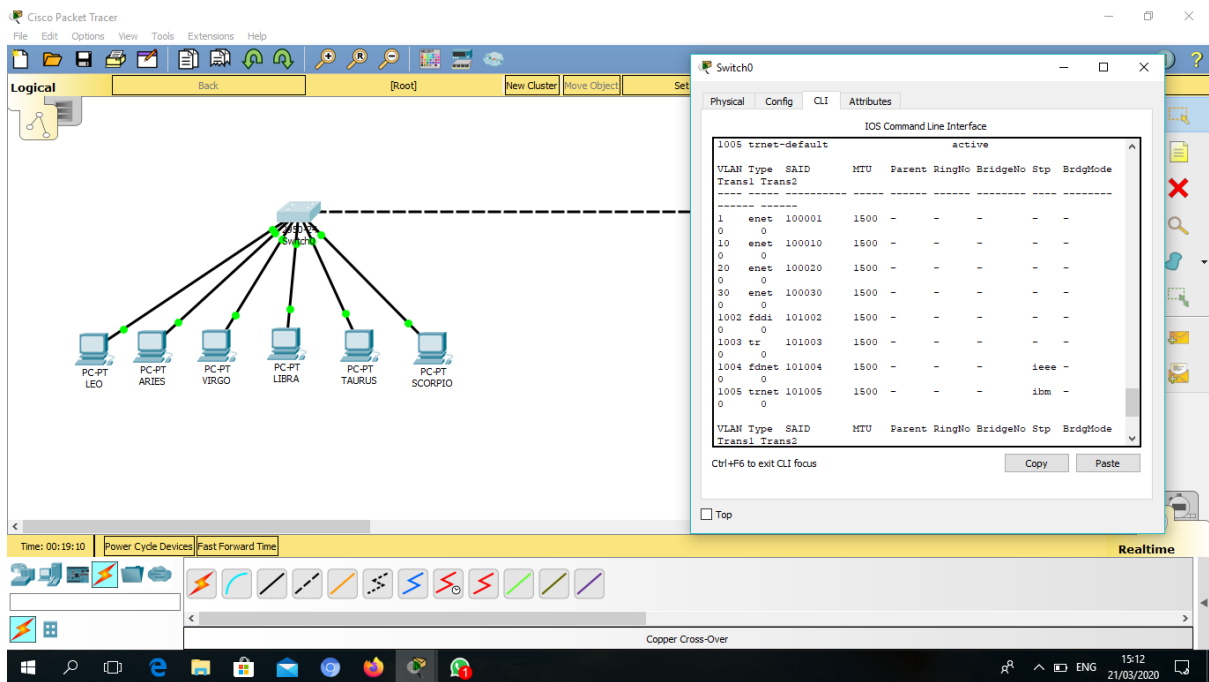 Cisco Packet Tracer
File Edit Options View Tools Extensions Help
Logical Back [Root] New Cluster Move Object Set
2950-24
Switch0
PC-PT
LEO
PC-PT
ARIES
PC-PT
VIRGO
PC-PT
LIBRA
PC-PT
TAURUS
PC-PT
SCORPIO
Switch0
Physical Config CLI Attributes
IOS Command Line Interface
1005 trnet-default active
VLAN Type SAID MTU Parent RingNo BridgeNo Stp BrdgMode
Trans1 Trans2
---- ----- ---------- ----- ------ ------ -------- ---- --------
------ ------
1 enet 100001 1500 - - - - -
0 0
10 enet 100010 1500 - - - - -
0 0
20 enet 100020 1500 - - - - -
0 0
30 enet 100030 1500 - - - - -
0 0
1002 fddi 101002 1500 - - - - -
0 0
1003 tr 101003 1500 - - - - -
0 0
1004 fdnet 101004 1500 - - - ieee -
0 0
1005 trnet 101005 1500 - - - ibm -
0 0
VLAN Type SAID MTU Parent RingNo BridgeNo Stp BrdgMode
Trans1 Trans2
Ctrl+F6 to exit CLI focus Copy Paste
Top
Time: 00:19:10 Power Cycle Devices Fast Forward Time
Realtime
Copper Cross-Over
ENG
15:12
21/03/2020